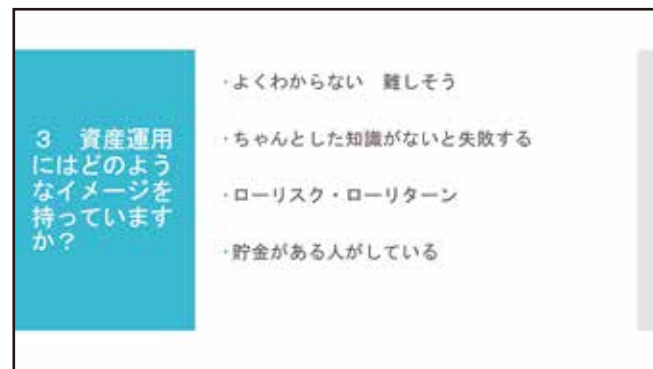 3 資産運用
にはどのよう
なイメージを
持っています
か?
・よくわからない 難しそう
・ちゃんとした知識がないと失敗する
・ローリスク・ローリターン
・貯金がある人がしている